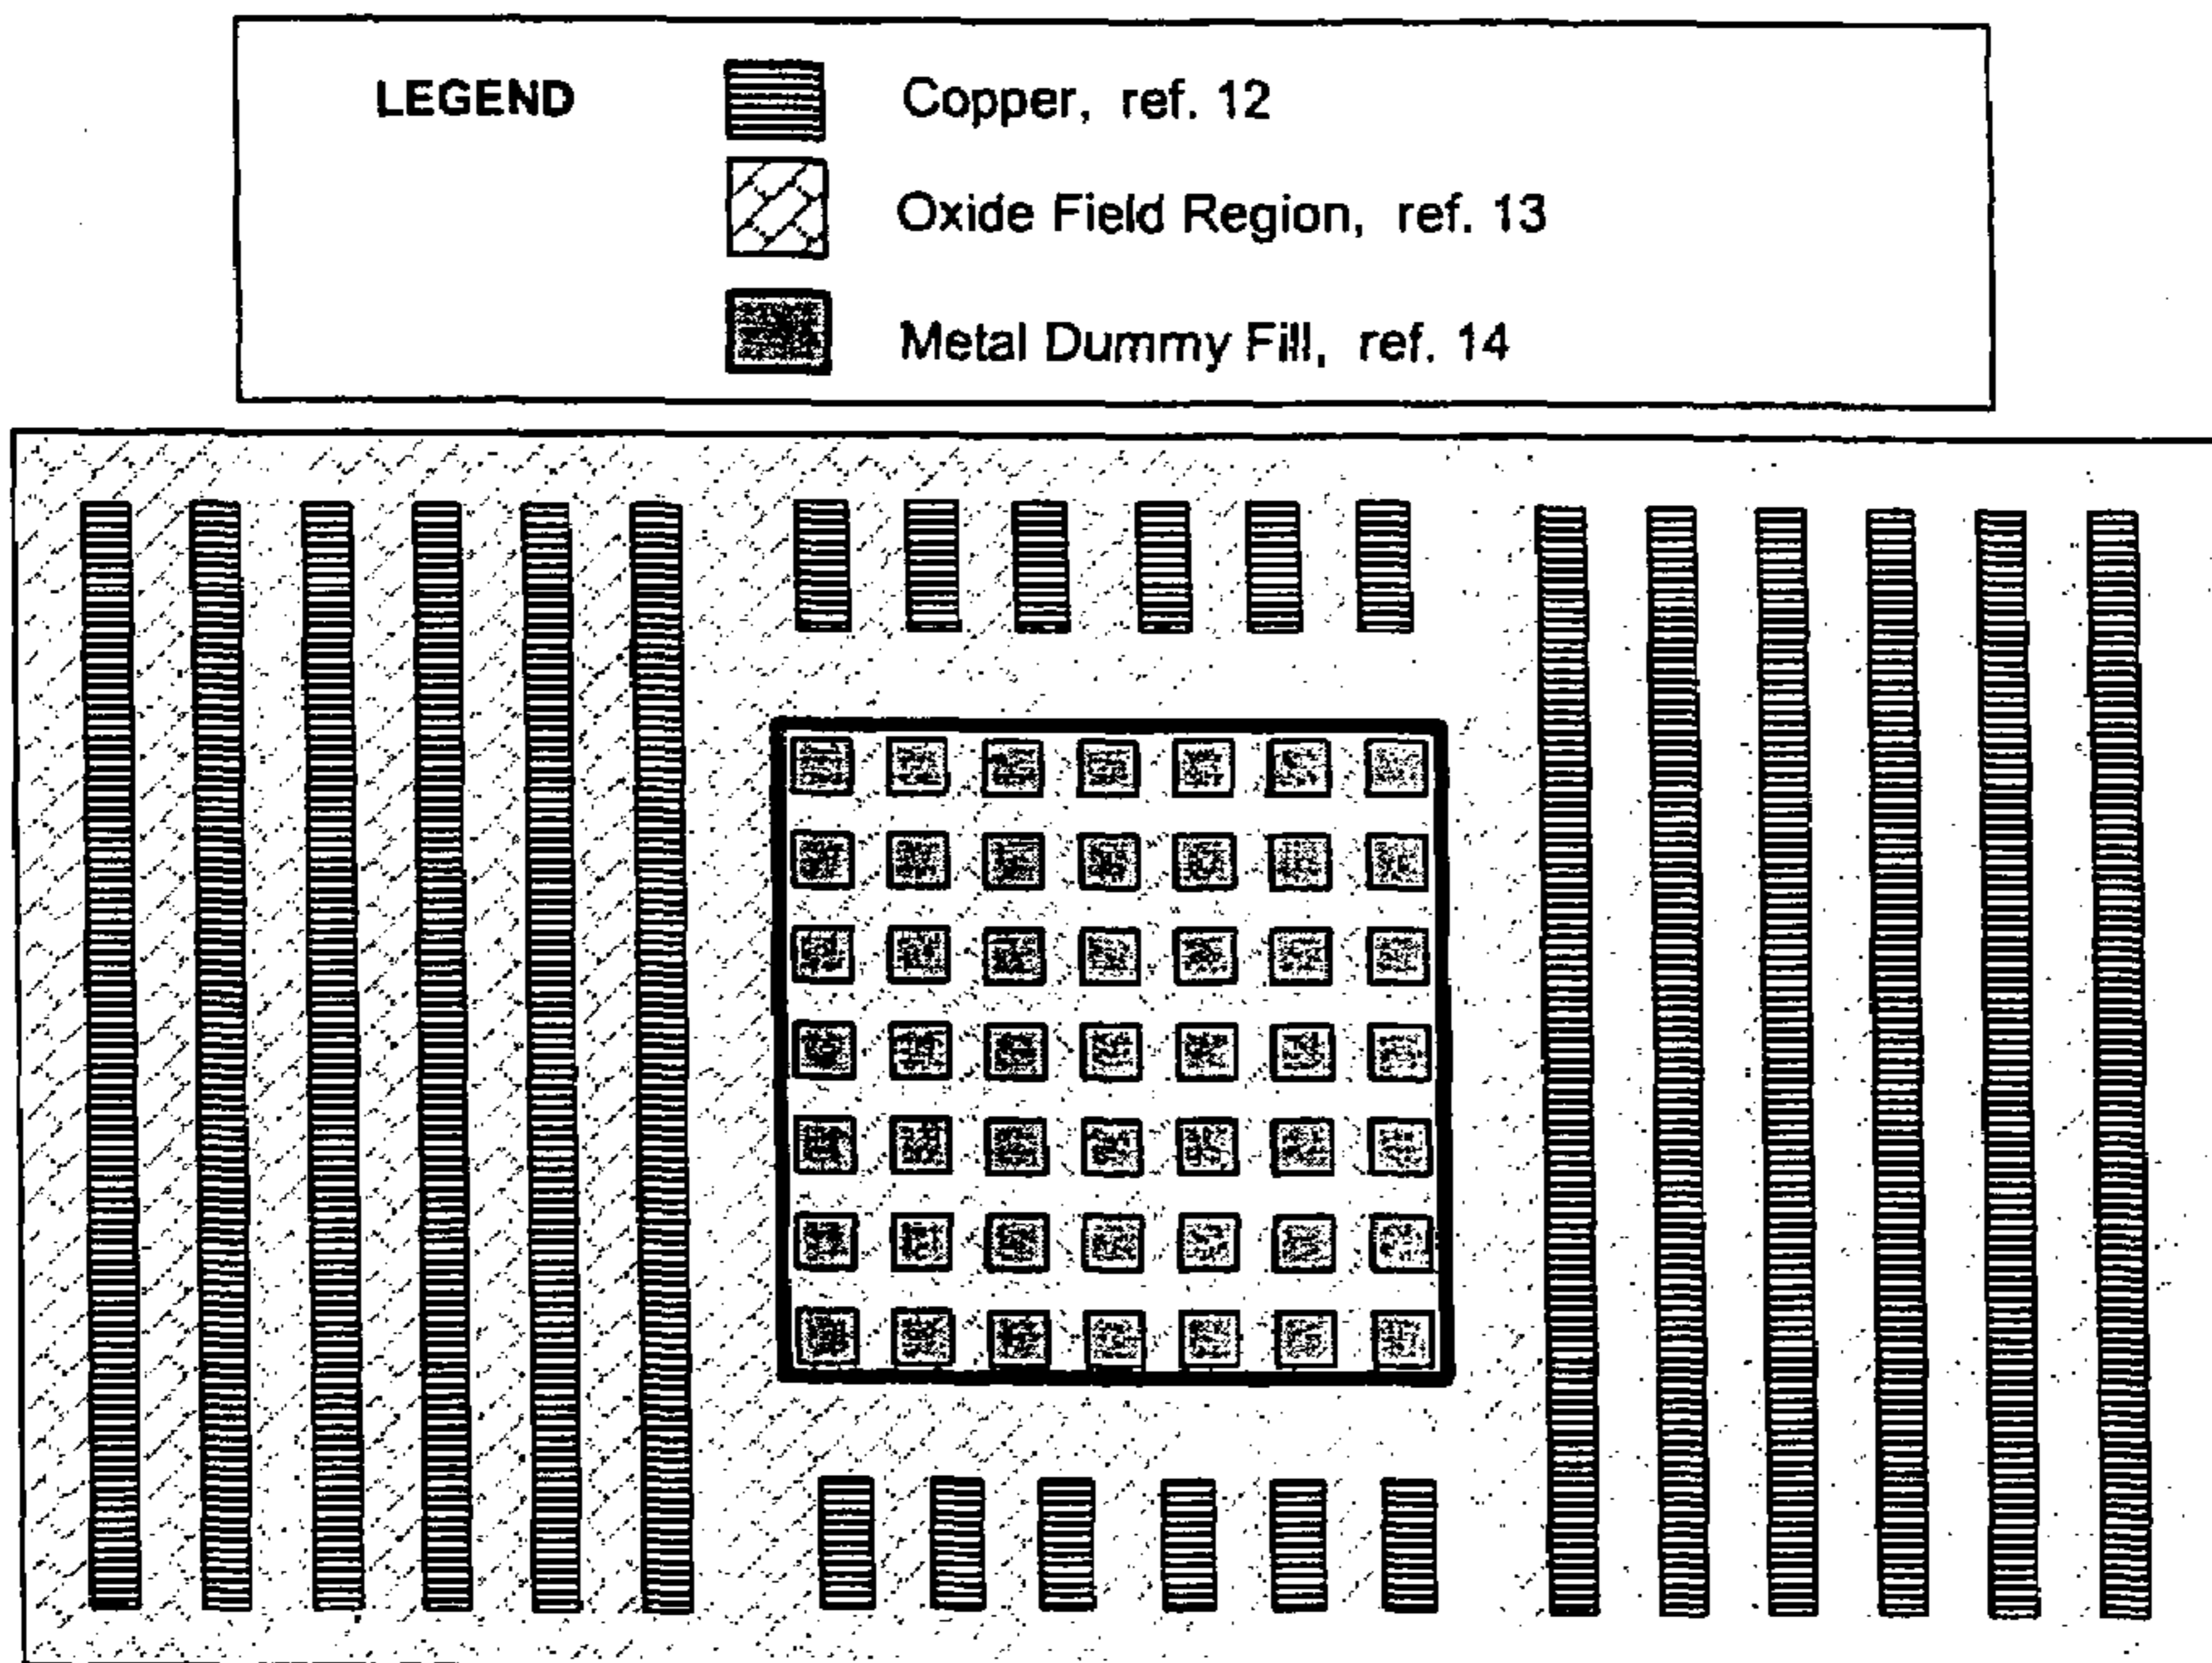 LEGEND
Copper, ref. 12
Oxide Field Region, ref. 13
Metal Dummy Fill, ref. 14